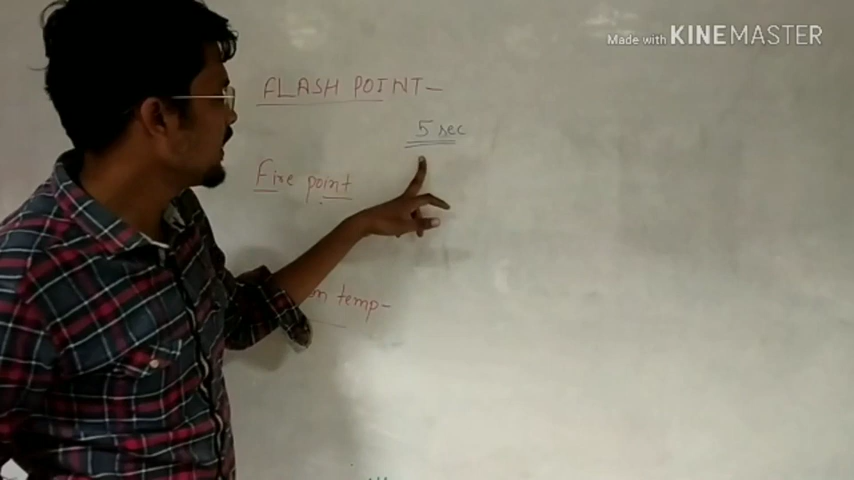 Made with KINEMASTER
FLASH POINT-
5 sec
Fire point
temp-